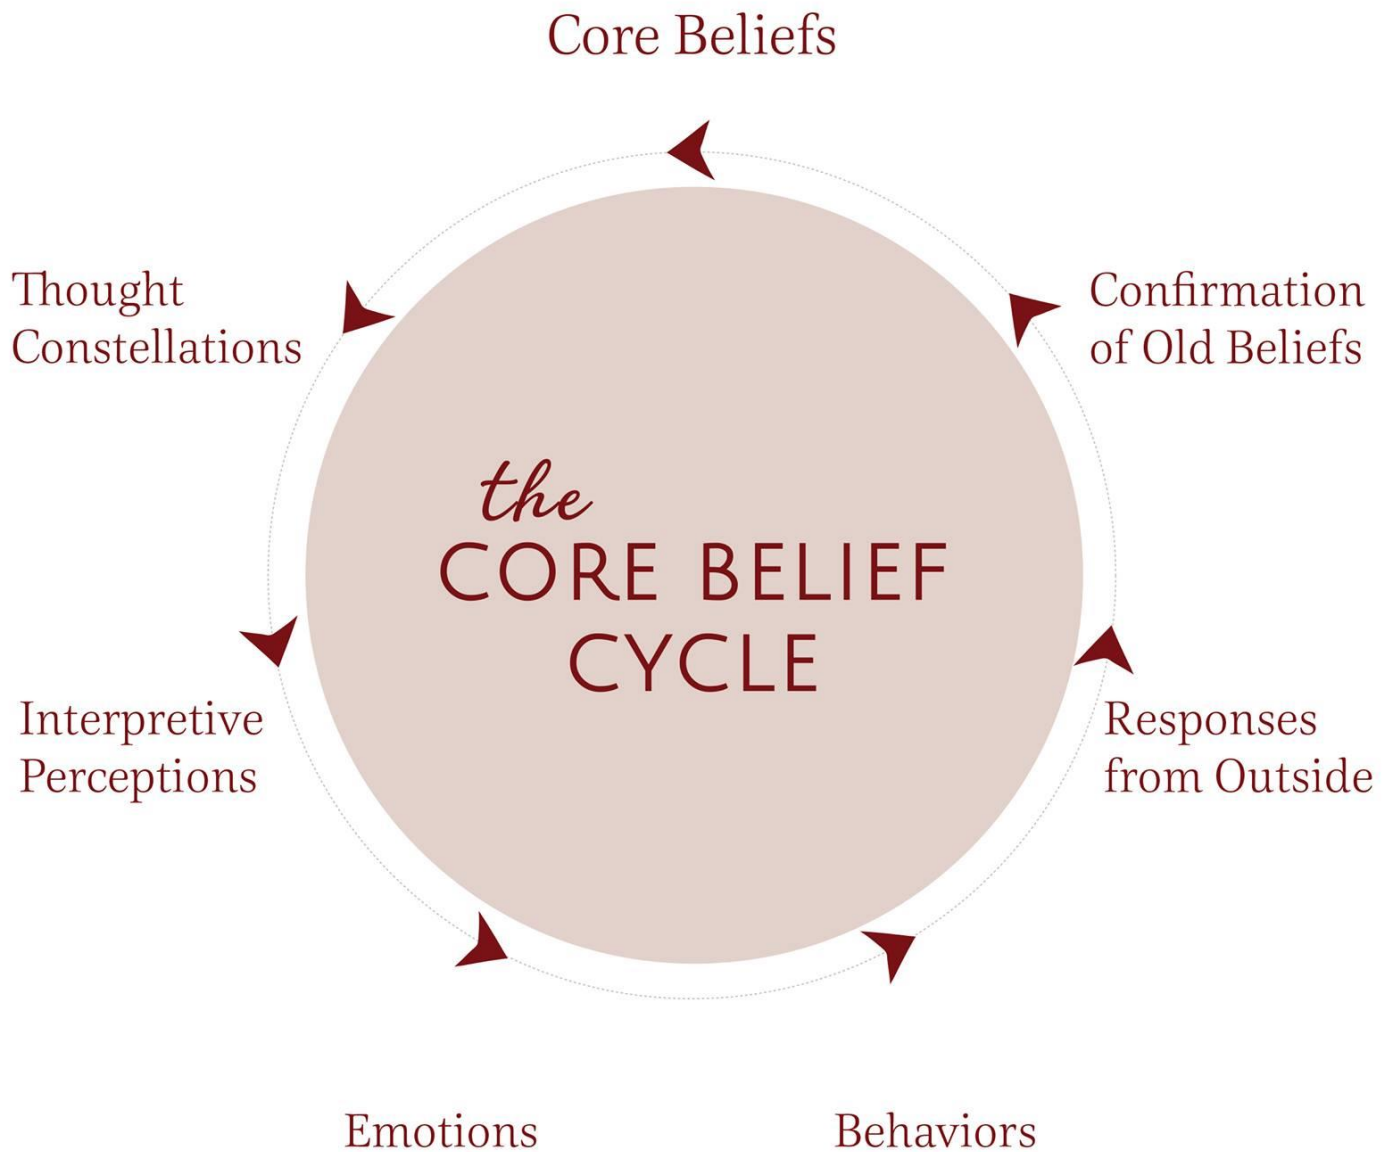 Core Beliefs
Thought
Constellations
Confirmation
of Old Beliefs
the
CORE BELIEF
CYCLE
Interpretive
Perceptions
Responses
from Outside
Emotions
Behaviors